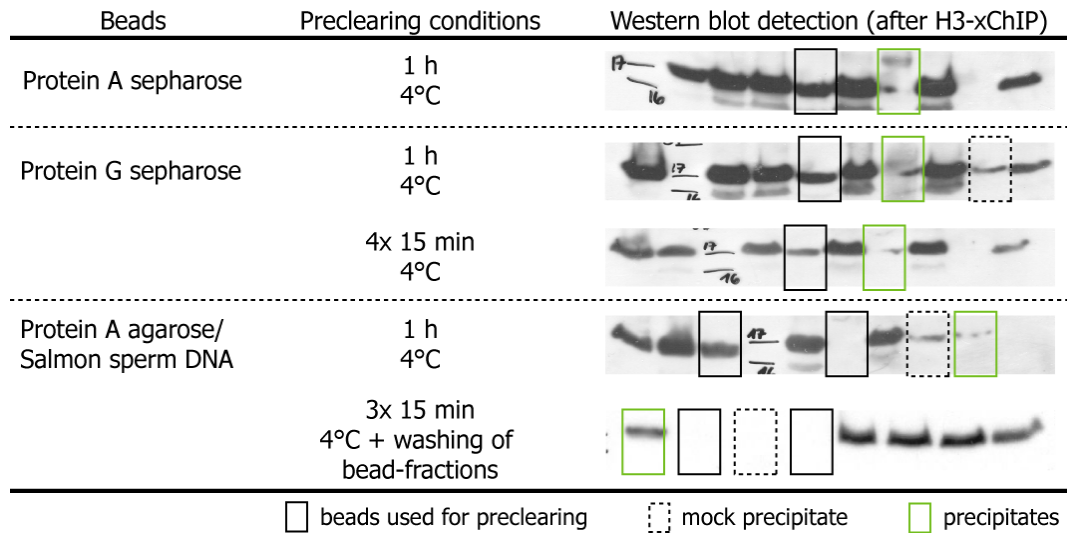 Beads Preclearing conditions Western blot detection (after H3-xChIP)
Protein A sepharose
1 h
4°C
17
16
Protein G sepharose
1 h
4°C
17
4x 15 min
4°C
17
16
Protein A agarose/
Salmon sperm DNA
1 h
4°C
17
3x 15 min
4°C + washing of
bead-fractions
beads used for preclearing mock precipitate precipitates